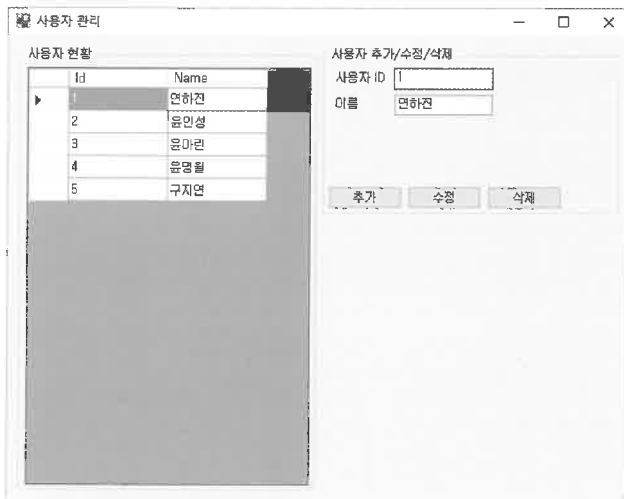 사용자 관리
사용자 현황
Id Name
1 연하진
2 윤인성
3 윤마린
4 윤명월
5 구지연
사용자 추가/수정/삭제
사용자 ID 1
이름 연하진
추가 수정 삭제